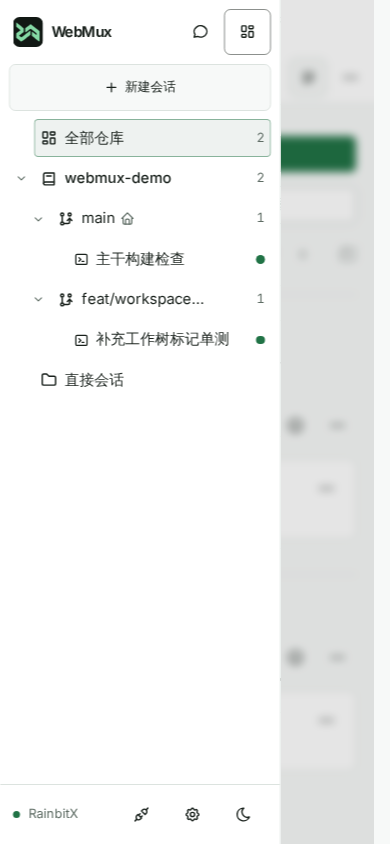 WebMux
新建会话
全部仓库 2
webmux-demo 2
main 1
主干构建检查
feat/workspace... 1
补充工作树标记单测
直接会话
RainbitX